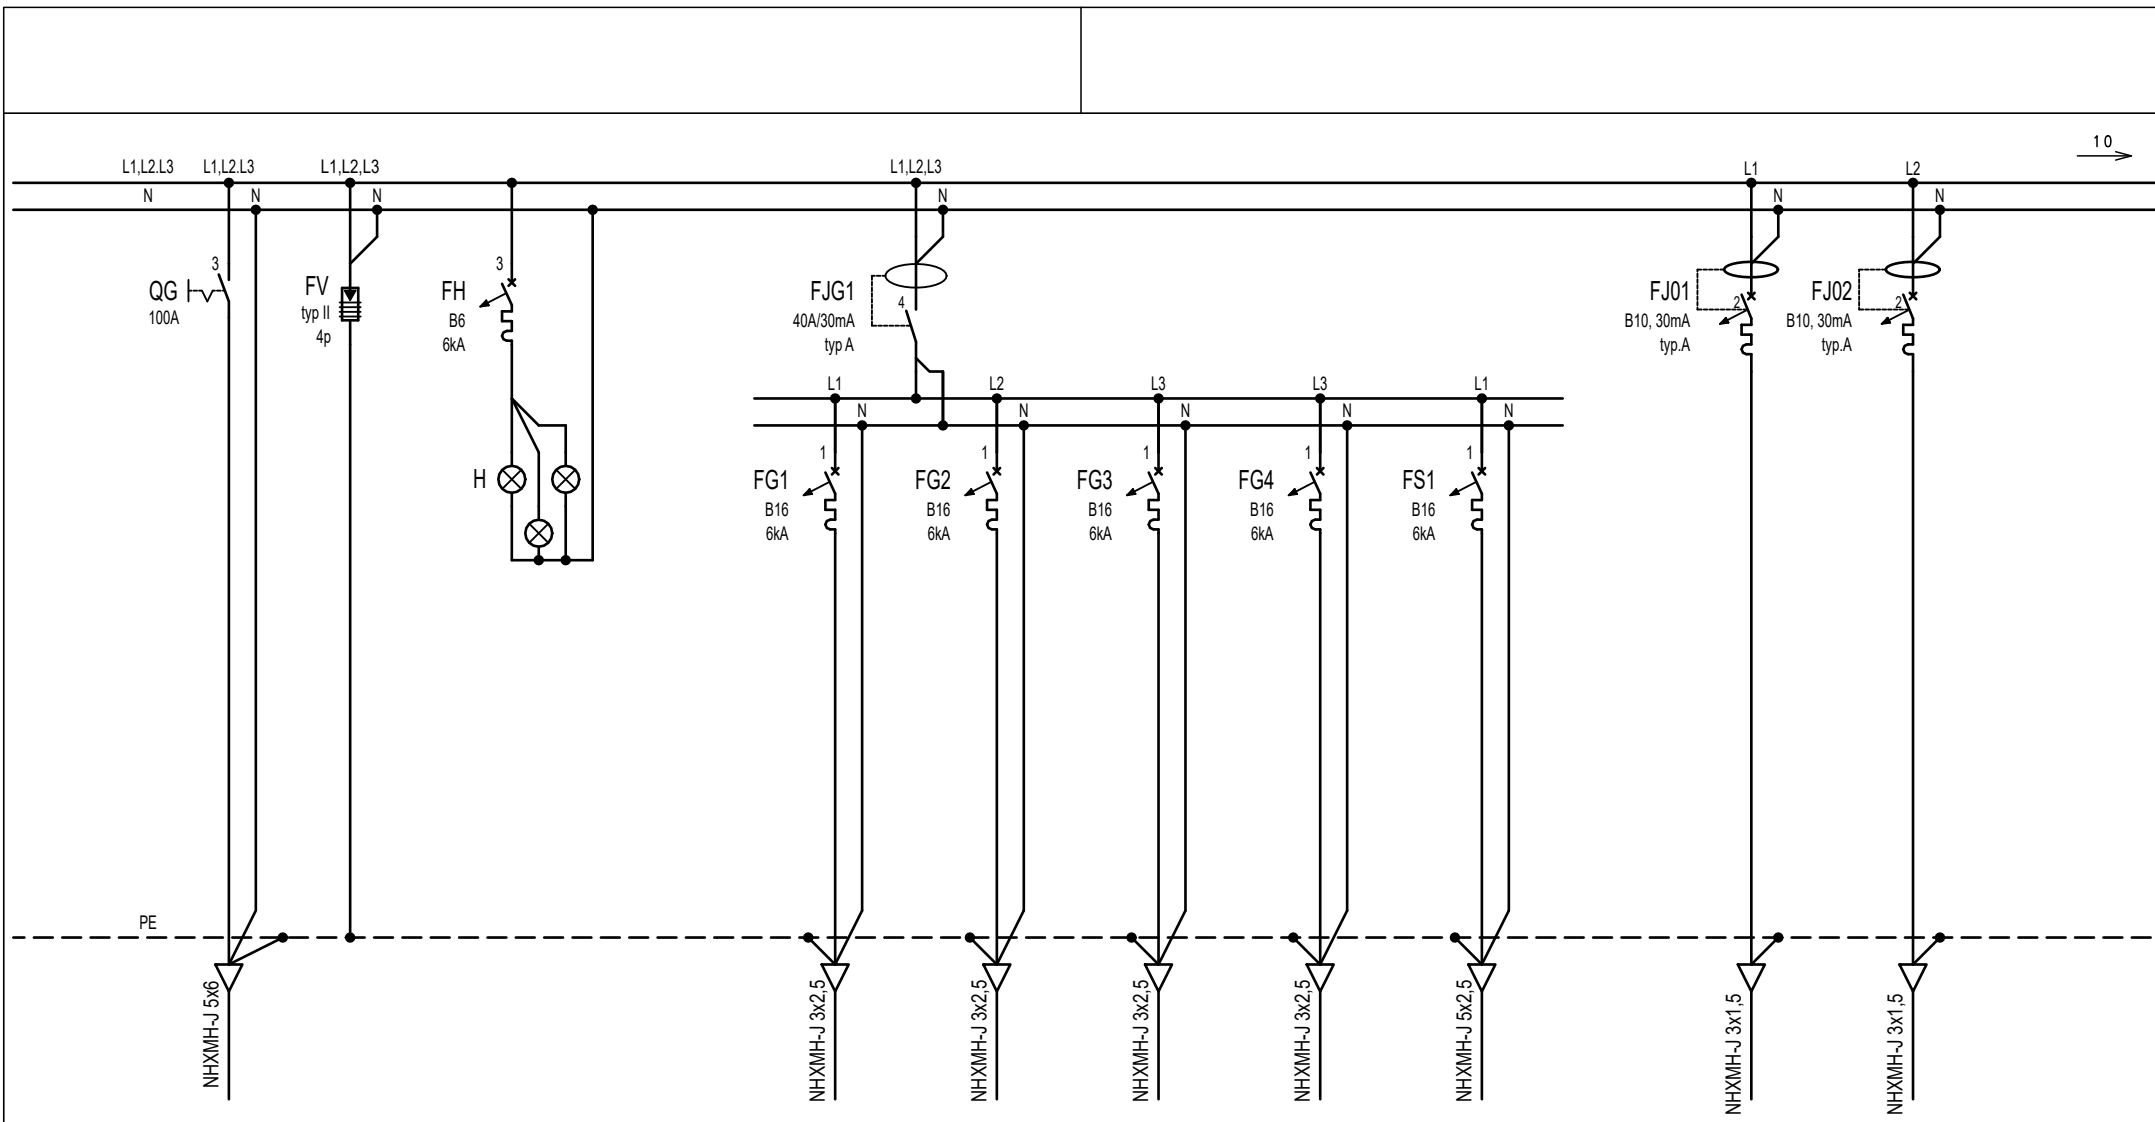 10
L1,L2.L3
L1,L2.L3
L1,L2,L3
L1,L2,L3
L1
L2
N
N
N
N
N
N
3
QG
100A
FV
typ II
4p
3
FH
B6
6kA
H
FJG1
4
40A/30mA
typ A
FJ01
2
B10, 30mA
typ.A
FJ02
2
B10, 30mA
typ.A
L1
L2
L3
L3
L1
N
N
N
N
N
1
FG1
B16
6kA
1
FG2
B16
6kA
1
FG3
B16
6kA
1
FG4
B16
6kA
1
FS1
B16
6kA
PE
NHXMH-J 5x6
NHXMH-J 3x2,5
NHXMH-J 3x2,5
NHXMH-J 3x2,5
NHXMH-J 3x2,5
NHXMH-J 5x2,5
NHXMH-J 3x1,5
NHXMH-J 3x1,5